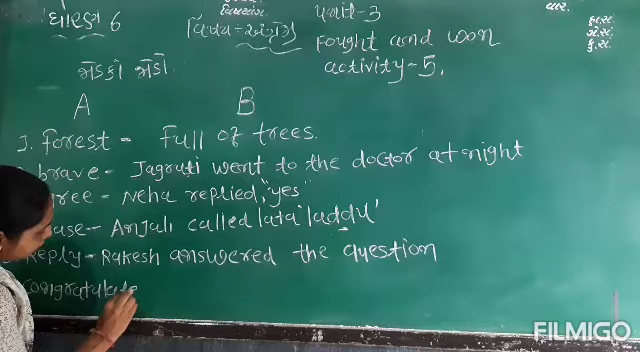 ધોરણ 6
વિષય-અંગ્રેજી
યુનિટ-3
Fought and won
activity-5.
જોડકાં જોડો
A B
1. forest - Full of trees.
brave - Jagruti went to the doctor at night
gree - Neha replied, "yes"
ase - Anjali called lata 'laddu'
Reply - Rakesh answered the question
congratulate
FILMIGO